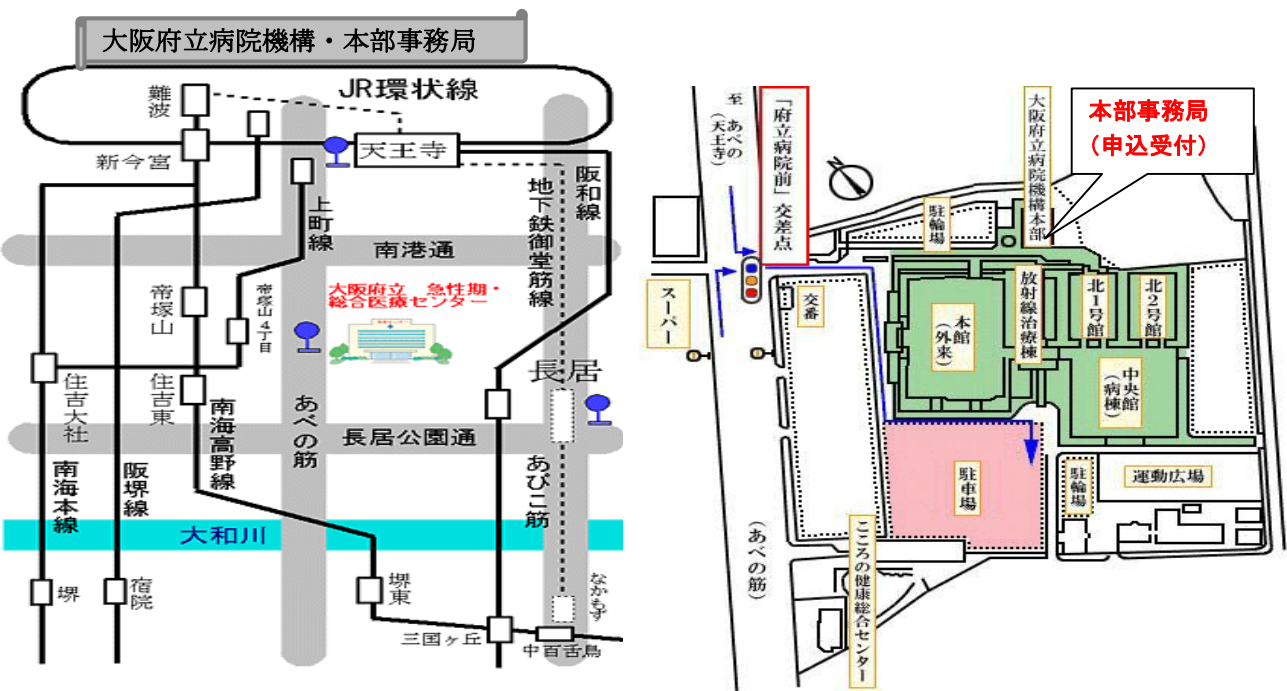 大阪府立病院機構・本部事務局
JR環状線
難波
新今宮
天王寺
阪和線
地下鉄御堂筋線
上町線
南港通
大阪府立 急性期・
総合医療センター
帝塚山
帝塚山4丁目
住吉大社
住吉東
長居
南海高野線
あべの筋
長居公園通
あびこ筋
南海本線
阪堺線
大和川
堺
宿院
堺東
なかもず
三国ヶ丘
中百舌鳥
至 あべの
（天王寺）
「府立病院前」交差点
大阪府立病院機構本部
本部事務局
（申込受付）
駐輪場
スーパー
交番
本館
（外来）
放射線治療棟
北1号館
北2号館
中央館
（病棟）
駐車場
駐輪場
運動広場
（あべの筋）
こころの健康総合センター
N